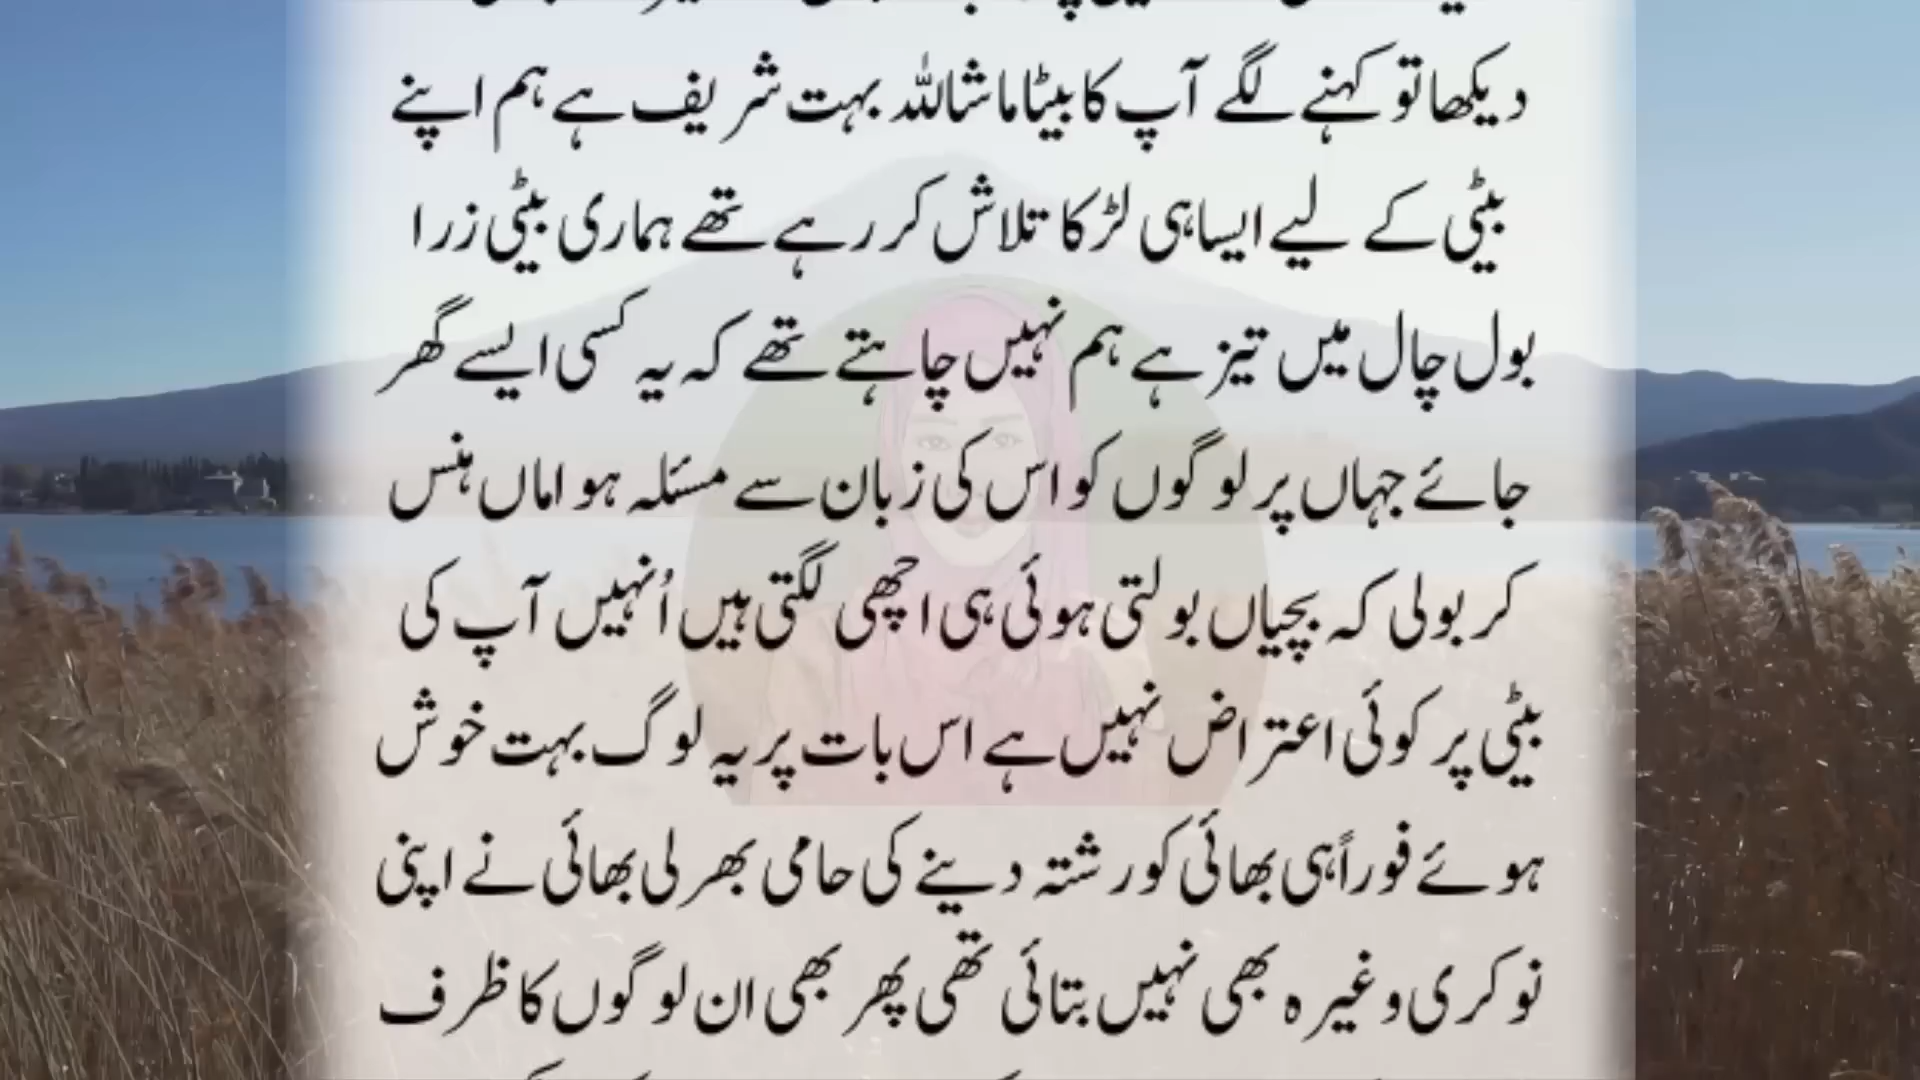 دیکھا تو کہنے لگے آپ کا بیٹا ماشاللہ بہت شریف ہے ہم اپنے
بیٹی کے لیے ایسا ہی لڑکا تلاش کر رہے تھے ہماری بیٹی زرا
بول چال میں تیز ہے ہم نہیں چاہتے تھے کہ یہ کسی ایسے گھر
جائے جہاں پر لوگوں کو اس کی زبان سے مسئلہ ہو اماں ہنس
کر بولی کہ بچیاں بولتی ہوئی ہی اچھی لگتی ہیں اُنہیں آپ کی
بیٹی پر کوئی اعتراض نہیں ہے اس بات پر یہ لوگ بہت خوش
ہوئے فوراً ہی بھائی کو رشتہ دینے کی حامی بھر لی بھائی نے اپنی
نوکری وغیرہ بھی نہیں بتائی تھی پھر بھی ان لوگوں کا ظرف